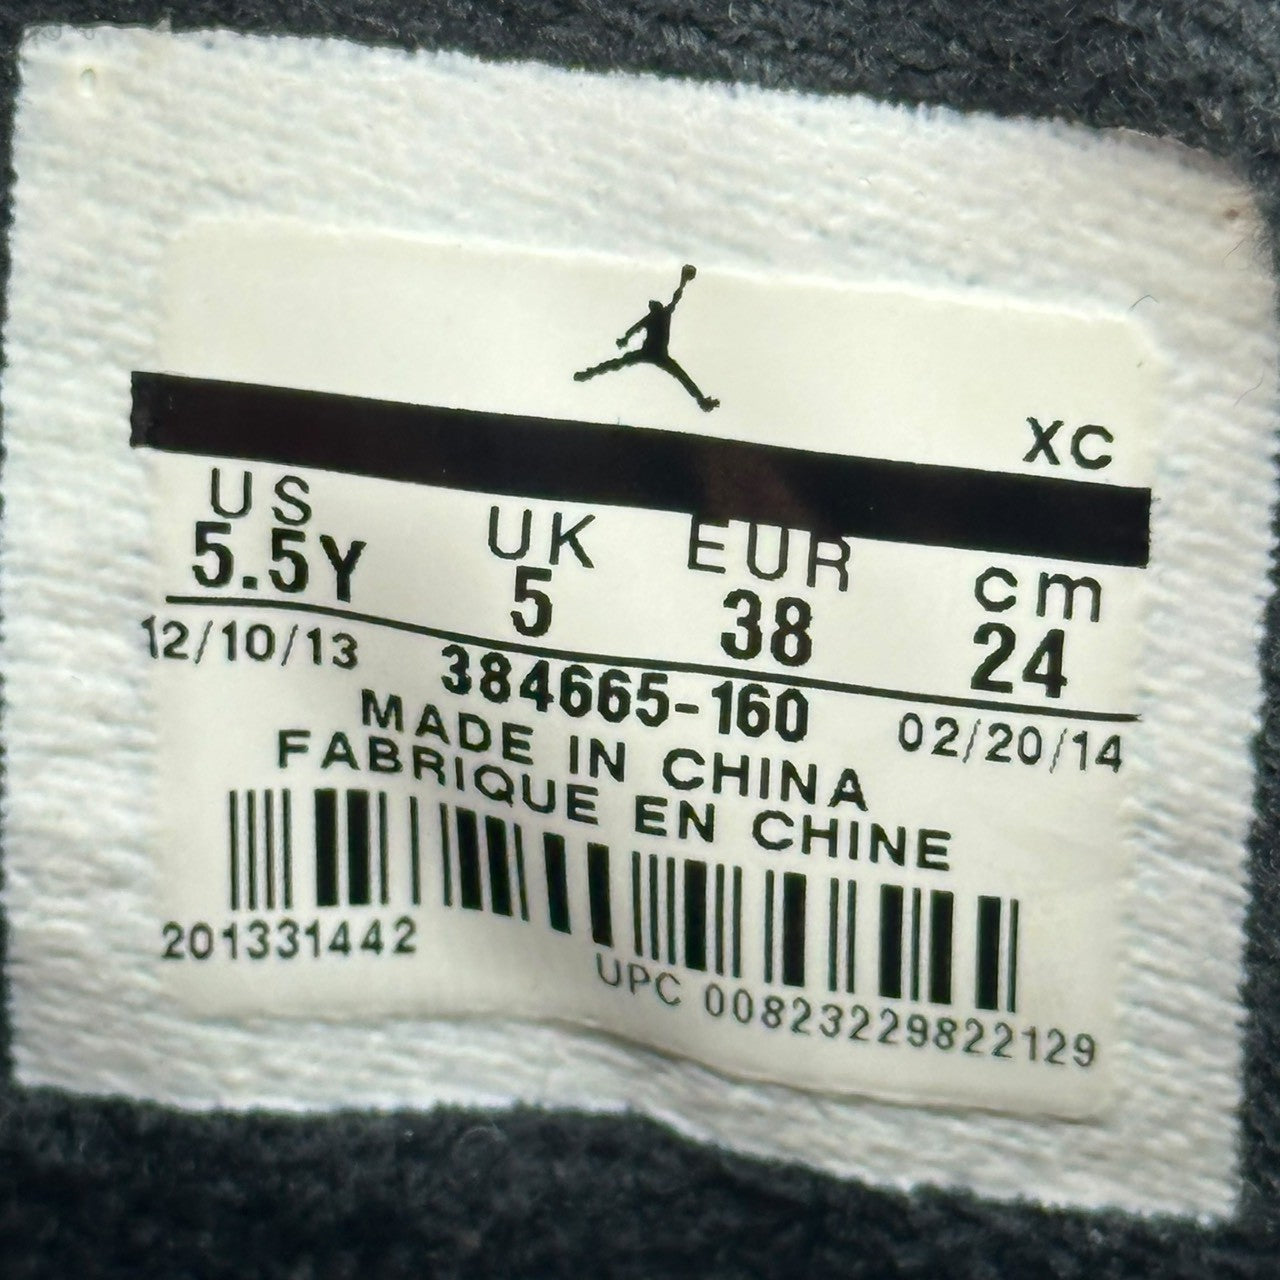 XC
US UK EUR cm
5.5Y 5 38 24
12/10/13 384665-160 02/20/14
MADE IN CHINA
FABRIQUE EN CHINE
201331442
UPC 00823229822129